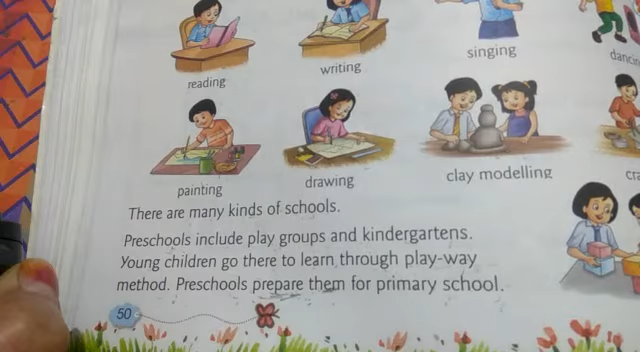 reading
writing
singing
painting
drawing
clay modelling
There are many kinds of schools.
Preschools include play groups and kindergartens.
Young children go there to learn through play-way
method. Preschools prepare them for primary school.
50